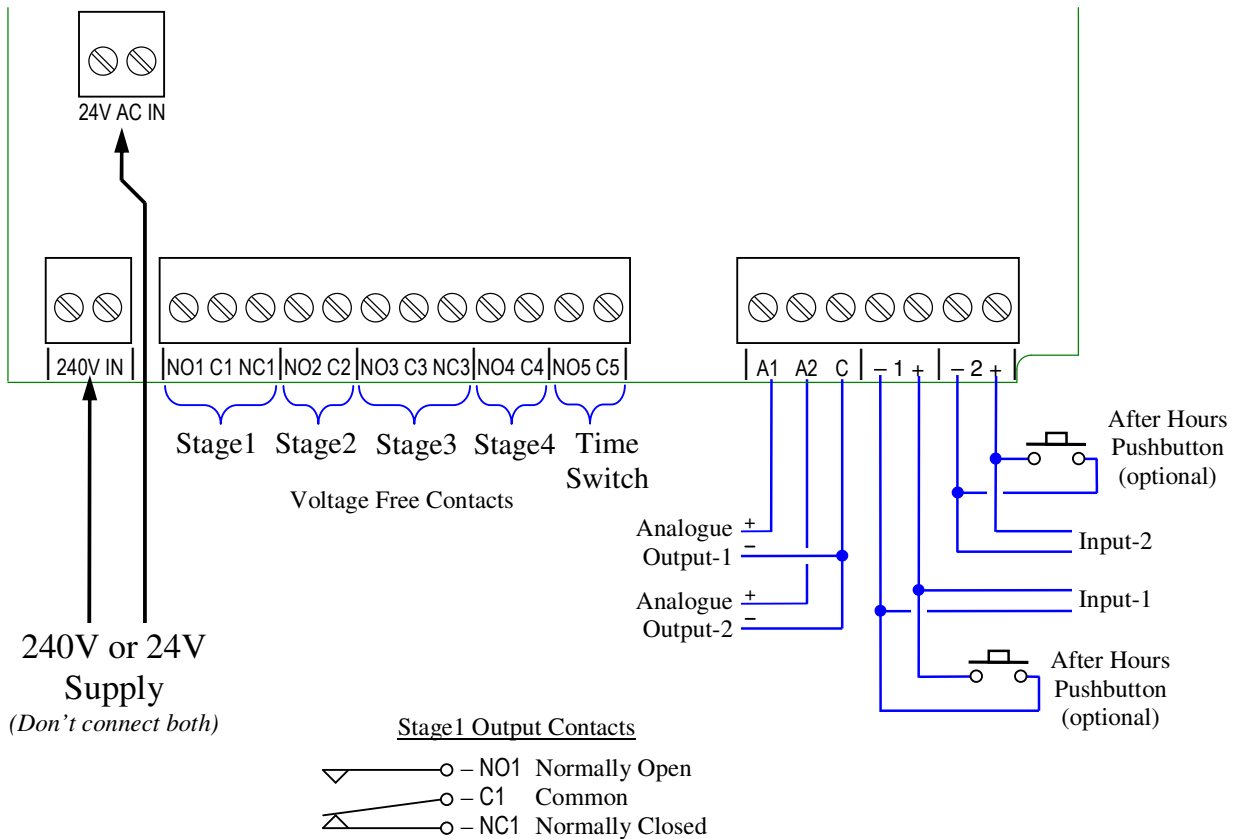 24V AC IN
240V IN
NO1 C1 NC1 NO2 C2 NO3 C3 NC3 NO4 C4 NO5 C5
A1 A2 C – 1 + – 2 +
Stage1 Stage2 Stage3 Stage4 Time
Switch
Voltage Free Contacts
After Hours
Pushbutton
(optional)
Analogue +
Output-1 –
Input-2
Analogue +
Output-2 –
Input-1
240V or 24V
Supply
(Don't connect both)
After Hours
Pushbutton
(optional)
Stage1 Output Contacts
– NO1 Normally Open
– C1 Common
– NC1 Normally Closed